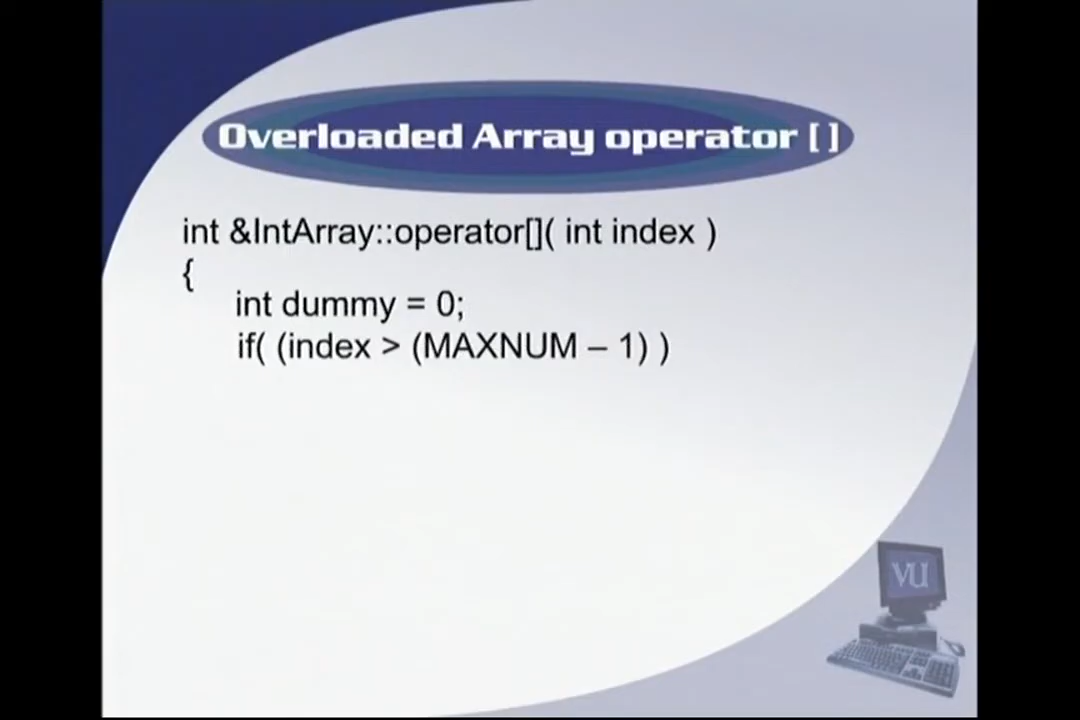 Overloaded Array operator [ ]
int &IntArray::operator[]( int index )
{
int dummy = 0;
if( (index > (MAXNUM – 1) )
VU